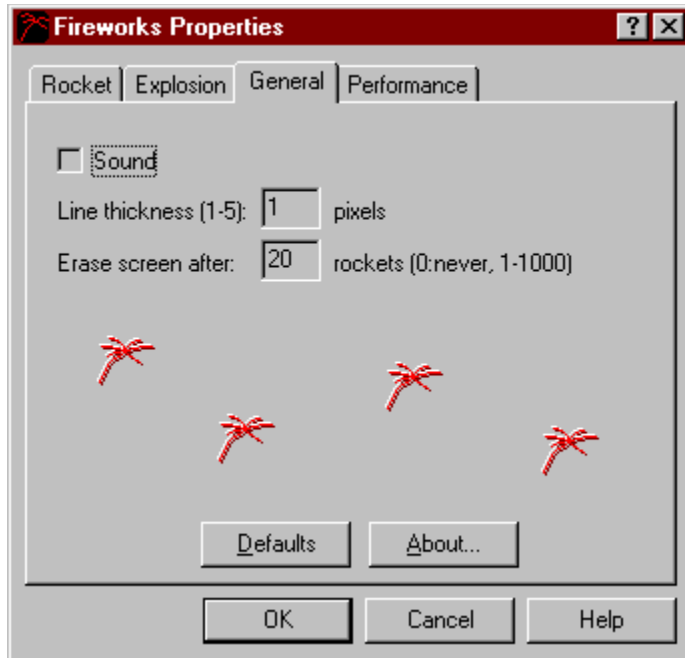 Fireworks Properties
Rocket Explosion General Performance
Sound
Line thickness (1-5): 1 pixels
Erase screen after: 20 rockets (0:never, 1-1000)
Defaults About...
OK Cancel Help